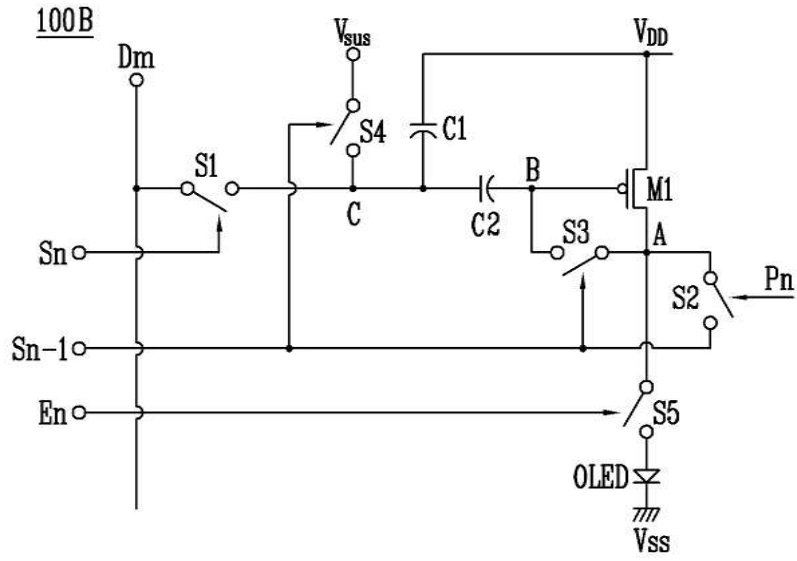 100B
Dm
Vsus
VDD
S4
C1
S1
B
M1
C
C2
S3
A
Sn
S2
Pn
Sn-1
En
S5
OLED
Vss